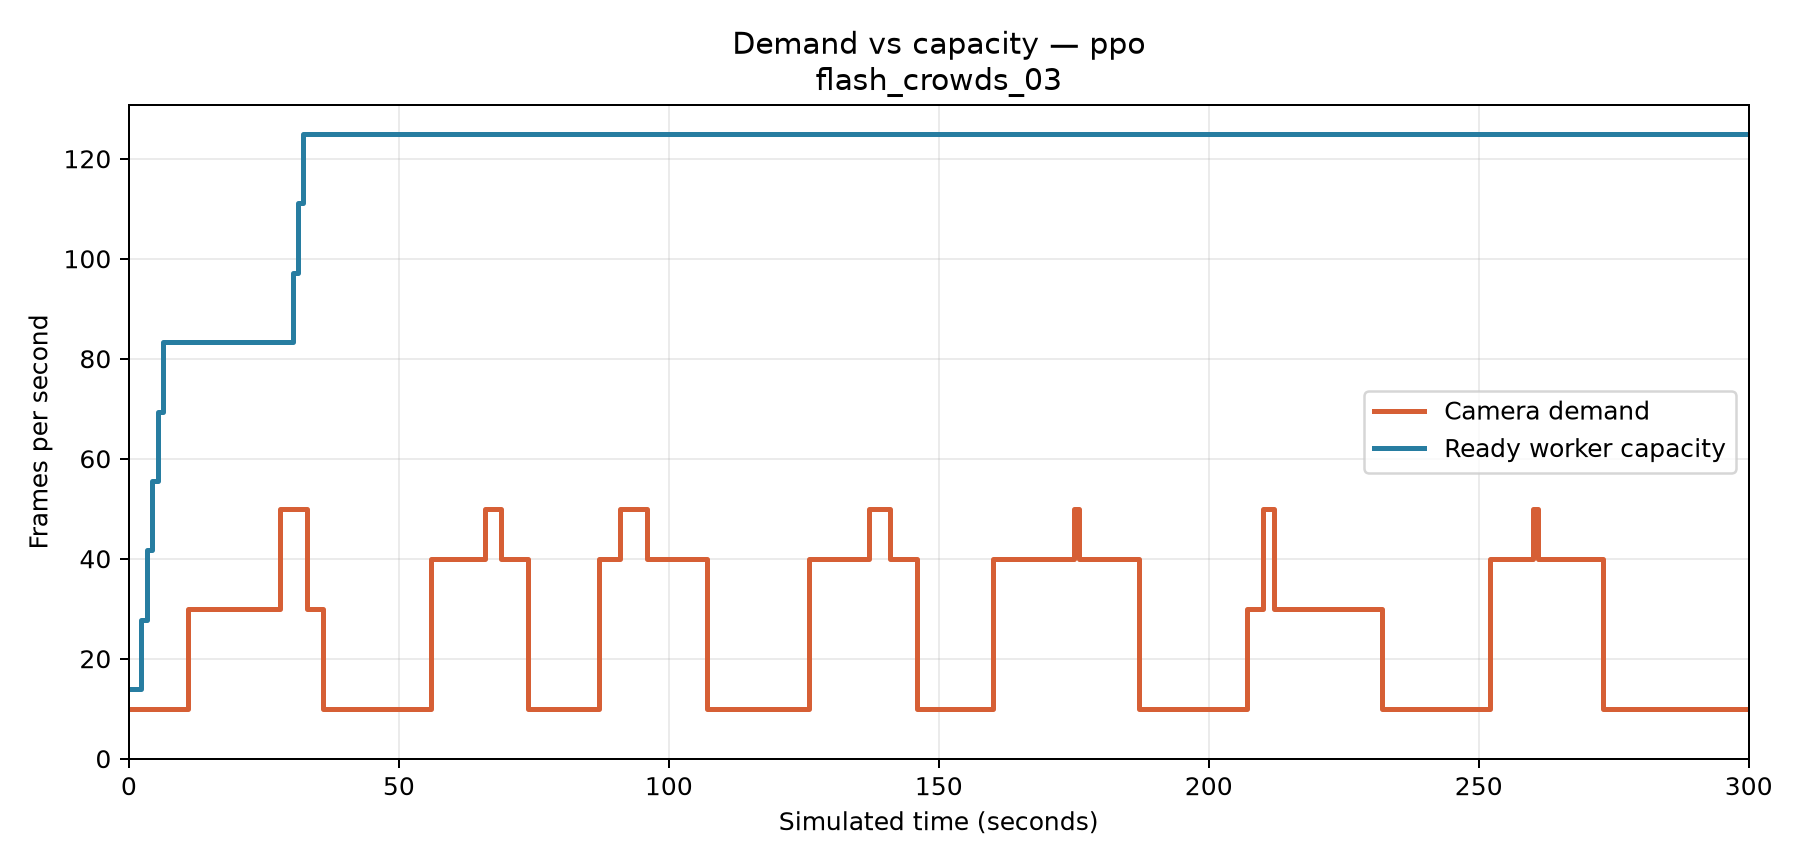 Demand vs capacity — ppo
flash_crowds_03
Frames per second
120
100
80
60
40
20
0
Camera demand
Ready worker capacity
0 50 100 150 200 250 300
Simulated time (seconds)